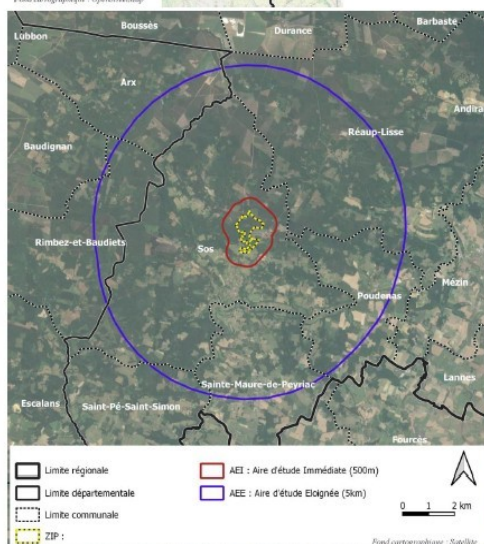 Boussès
Durance
Barbaste
Lubbon
Arx
Andira
Réaup-Lisse
Baudignan
Rimbez-et-Baudiets
Sos
Mézin
Poudenas
Lannes
Sainte-Maure-de-Peyriac
Escalans
Saint-Pé-Saint-Simon
Fourcès
Limite régionale
AEI : Aire d'étude Immédiate (500m)
Limite départementale
AEE : Aire d'étude Eloignée (5km)
Limite communale
0 1 2 km
ZIP :
Fond cartographique : Satellite